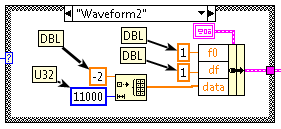 "Waveform2"
DBL
DBL
1
f0
U32
DBL
-2
1
df
?
11000
data